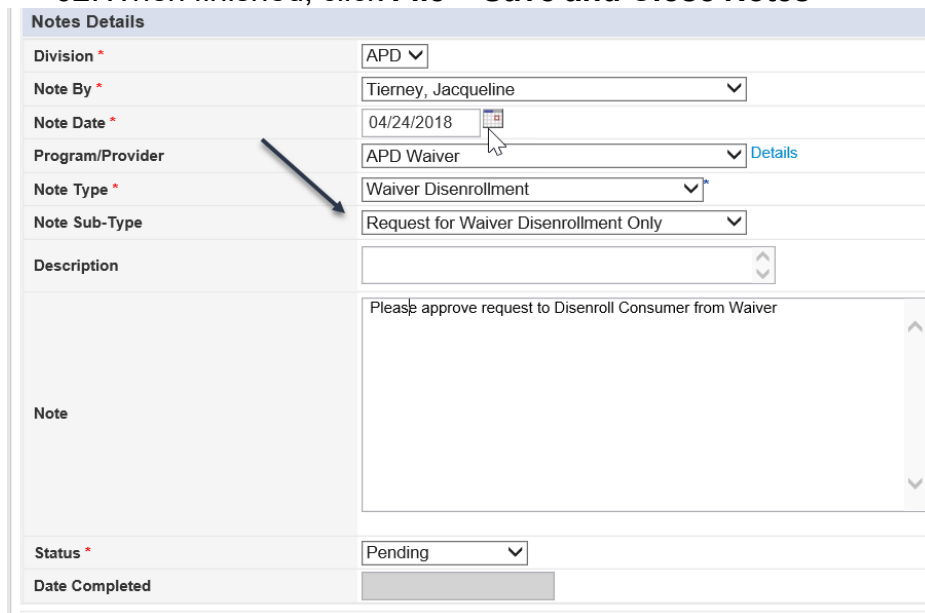 Notes Details
Division * APD
Note By * Tierney, Jacqueline
Note Date * 04/24/2018
Program/Provider APD Waiver Details
Note Type * Waiver Disenrollment *
Note Sub-Type Request for Waiver Disenrollment Only
Description
Please approve request to Disenroll Consumer from Waiver
Note
Status * Pending
Date Completed